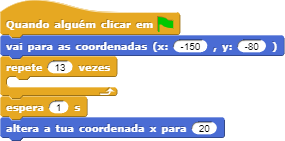 Quando alguém clicar em
vai para as coordenadas (x: -150 , y: -80 )
repete 13 vezes
espera 1 s
altera a tua coordenada x para 20